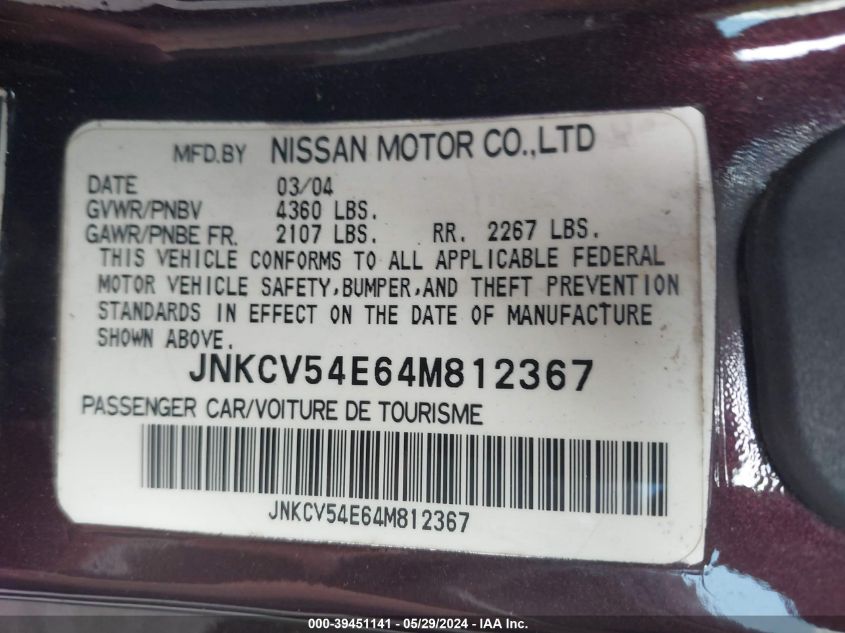 MFD.BY NISSAN MOTOR CO.,LTD
DATE 03/04
GVWR/PNBV 4360 LBS.
GAWR/PNBE FR. 2107 LBS. RR. 2267 LBS.
THIS VEHICLE CONFORMS TO ALL APPLICABLE FEDERAL
MOTOR VEHICLE SAFETY,BUMPER,AND THEFT PREVENTION
STANDARDS IN EFFECT ON THE DATE OF MANUFACTURE
SHOWN ABOVE.
JNKCV54E64M812367
PASSENGER CAR/VOITURE DE TOURISME
JNKCV54E64M812367
000-39451141 - 05/29/2024 - IAA Inc.